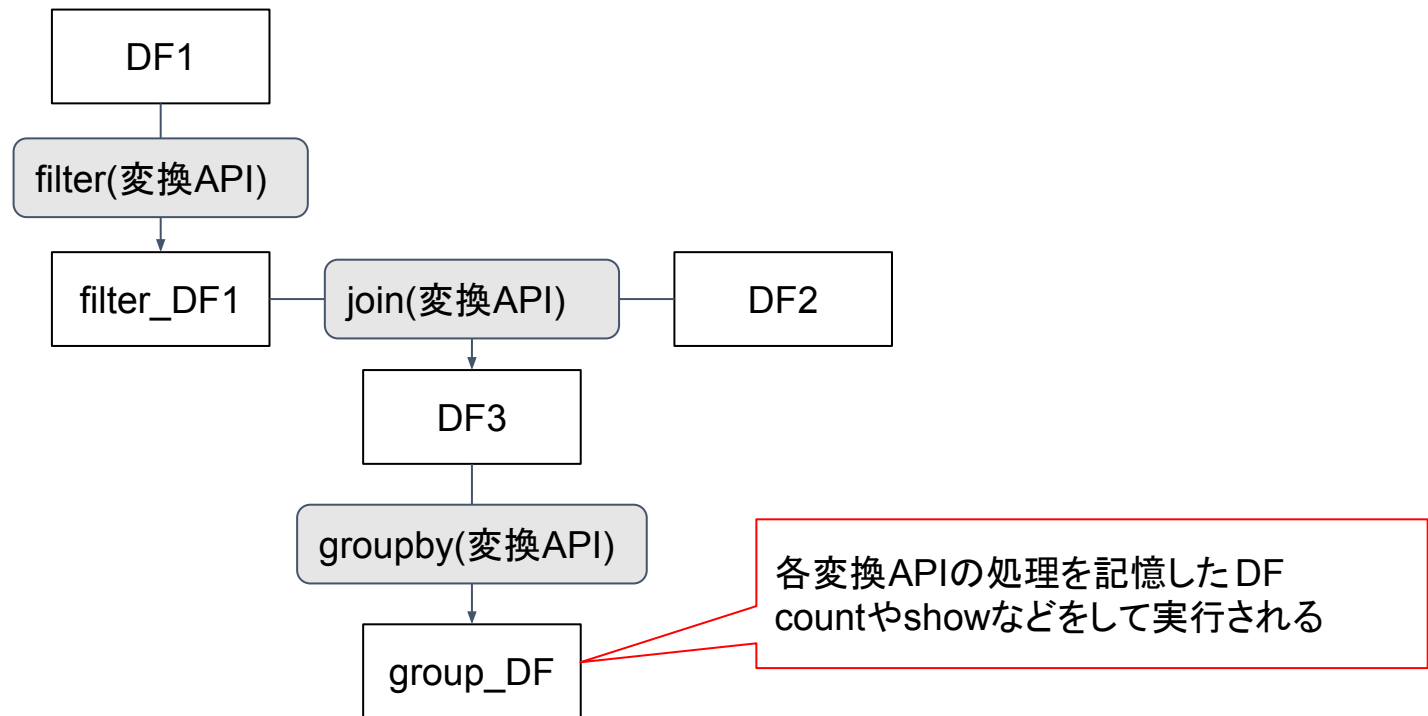 DF1
filter(変換API)
filter_DF1
join(変換API)
DF2
DF3
groupby(変換API)
各変換APIの処理を記憶したDF
countやshowなどをして実行される
group_DF